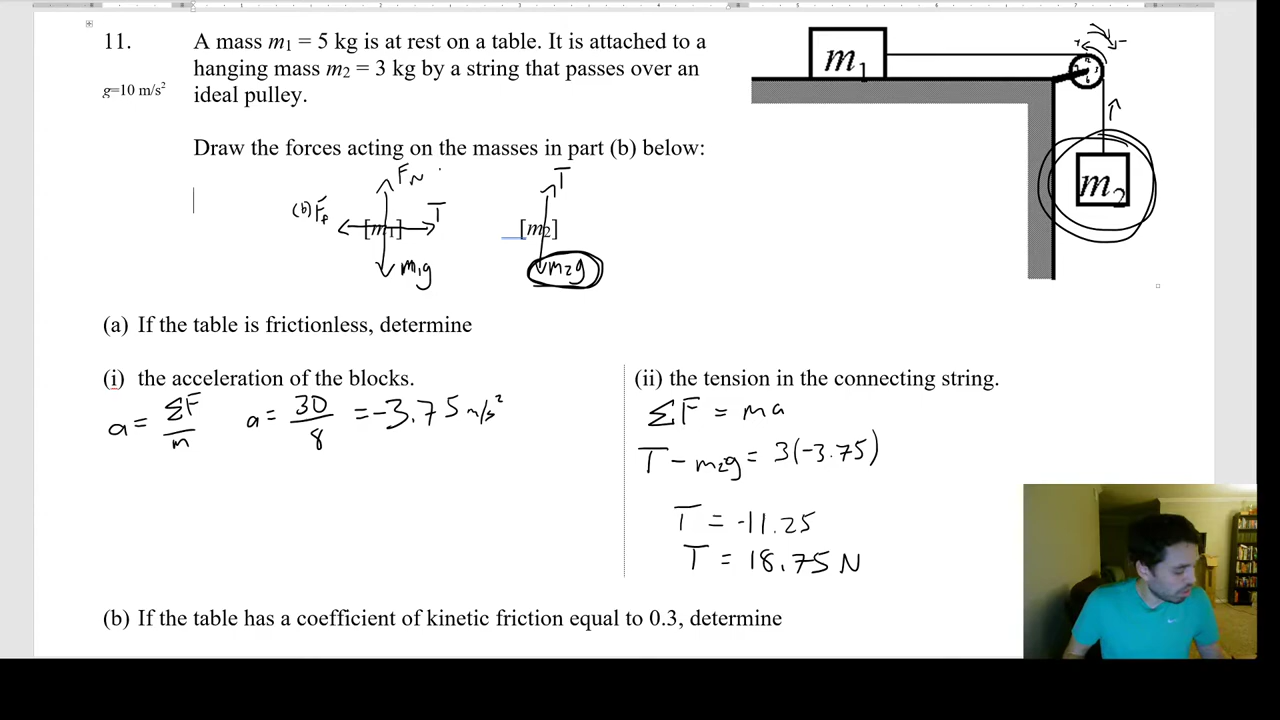 11. A mass m₁ = 5 kg is at rest on a table. It is attached to a
g=10 m/s² hanging mass m₂ = 3 kg by a string that passes over an
ideal pulley.
Draw the forces acting on the masses in part (b) below:
F_N T
(b) F_f T
[m₁] [m₂]
m₁g m₂g
m₁
+ -
m₂
(a) If the table is frictionless, determine
(i) the acceleration of the blocks. (ii) the tension in the connecting string.
a = ΣF/m a = 30/8 = -3.75 m/s² ΣF = ma
T - m₂g = 3(-3.75)
T = -11.25
T = 18.75 N
(b) If the table has a coefficient of kinetic friction equal to 0.3, determine